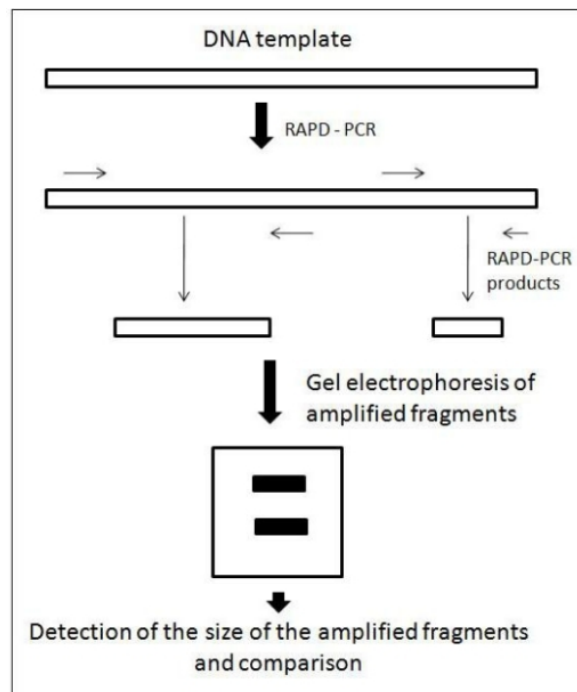 DNA template
RAPD - PCR
RAPD-PCR
products
Gel electrophoresis of
amplified fragments
Detection of the size of the amplified fragments
and comparison